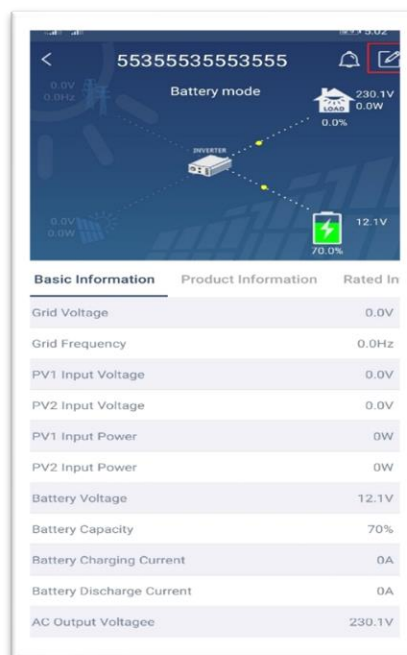 5:02
55355535553555
Battery mode
0.0V
0.0Hz
230.1V
0.0W
LOAD
0.0%
INVERTER
0.0V
0.0W
12.1V
70.0%
Basic Information Product Information Rated In
Grid Voltage 0.0V
Grid Frequency 0.0Hz
PV1 Input Voltage 0.0V
PV2 Input Voltage 0.0V
PV1 Input Power 0W
PV2 Input Power 0W
Battery Voltage 12.1V
Battery Capacity 70%
Battery Charging Current 0A
Battery Discharge Current 0A
AC Output Voltagee 230.1V